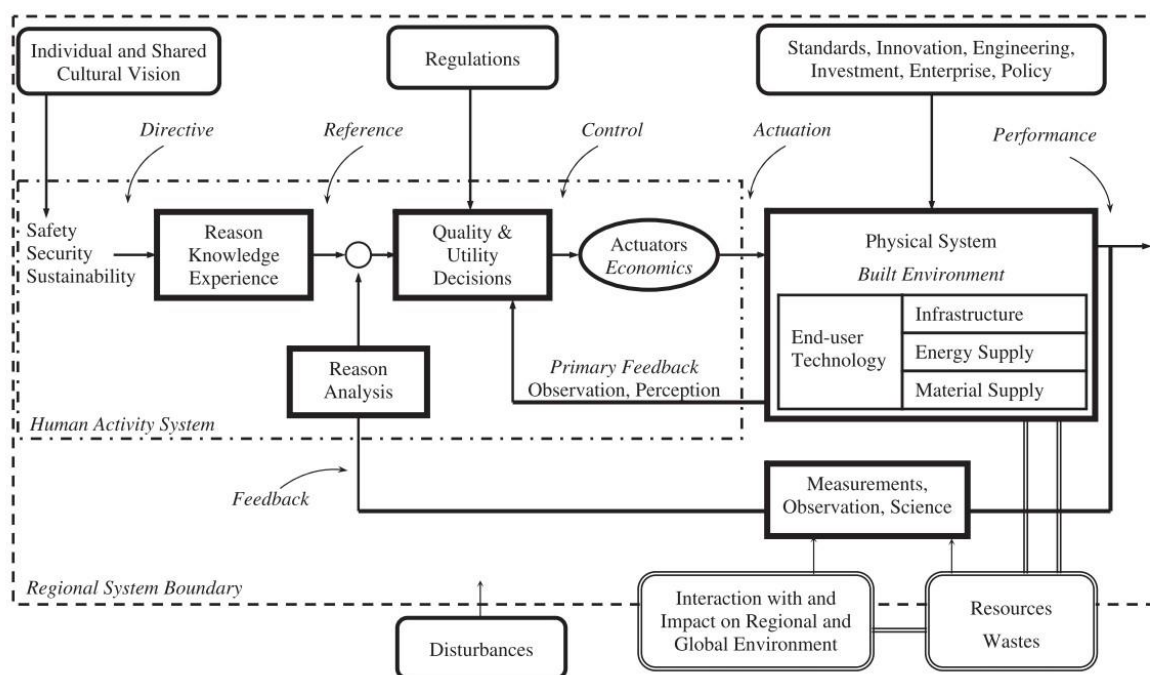 Individual and Shared
Cultural Vision
Regulations
Standards, Innovation, Engineering,
Investment, Enterprise, Policy
Directive
Reference
Control
Actuation
Performance
Safety
Security
Sustainability
Reason
Knowledge
Experience
Quality &
Utility
Decisions
Actuators
Economics
Physical System
Built Environment
End-user
Technology
Infrastructure
Energy Supply
Material Supply
Reason
Analysis
Primary Feedback
Observation, Perception
Human Activity System
Feedback
Measurements,
Observation, Science
Regional System Boundary
Disturbances
Interaction with and
Impact on Regional and
Global Environment
Resources
Wastes